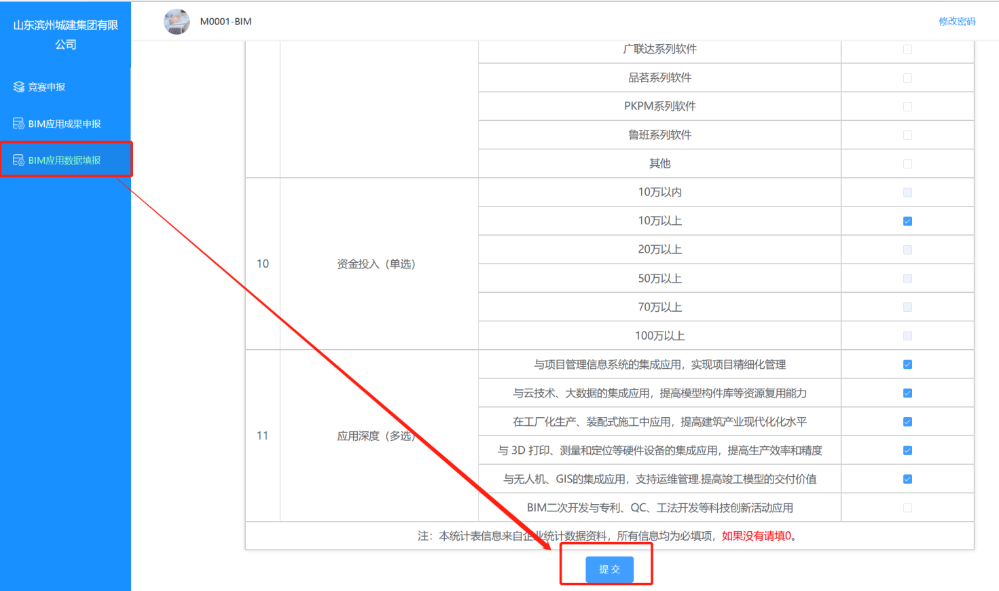 山东滨州城建集团有限
公司
M0001-BIM
修改密码
竞赛申报
BIM应用成果申报
BIM应用数据填报
广联达系列软件
品茗系列软件
PKPM系列软件
鲁班系列软件
其他
10
资金投入（单选）
10万以内
10万以上
20万以上
50万以上
70万以上
100万以上
11
应用深度（多选）
与项目管理信息系统的集成应用，实现项目精细化管理
与云技术、大数据的集成应用，提高模型构件库等资源复用能力
在工厂化生产、装配式施工中应用，提高建筑产业现代化化水平
与 3D 打印、测量和定位等硬件设备的集成应用，提高生产效率和精度
与无人机、GIS的集成应用，支持运维管理.提高竣工模型的交付价值
BIM二次开发与专利、QC、工法开发等科技创新活动应用
注：本统计表信息来自企业统计数据资料，所有信息均为必填项，如果没有请填0。
提 交